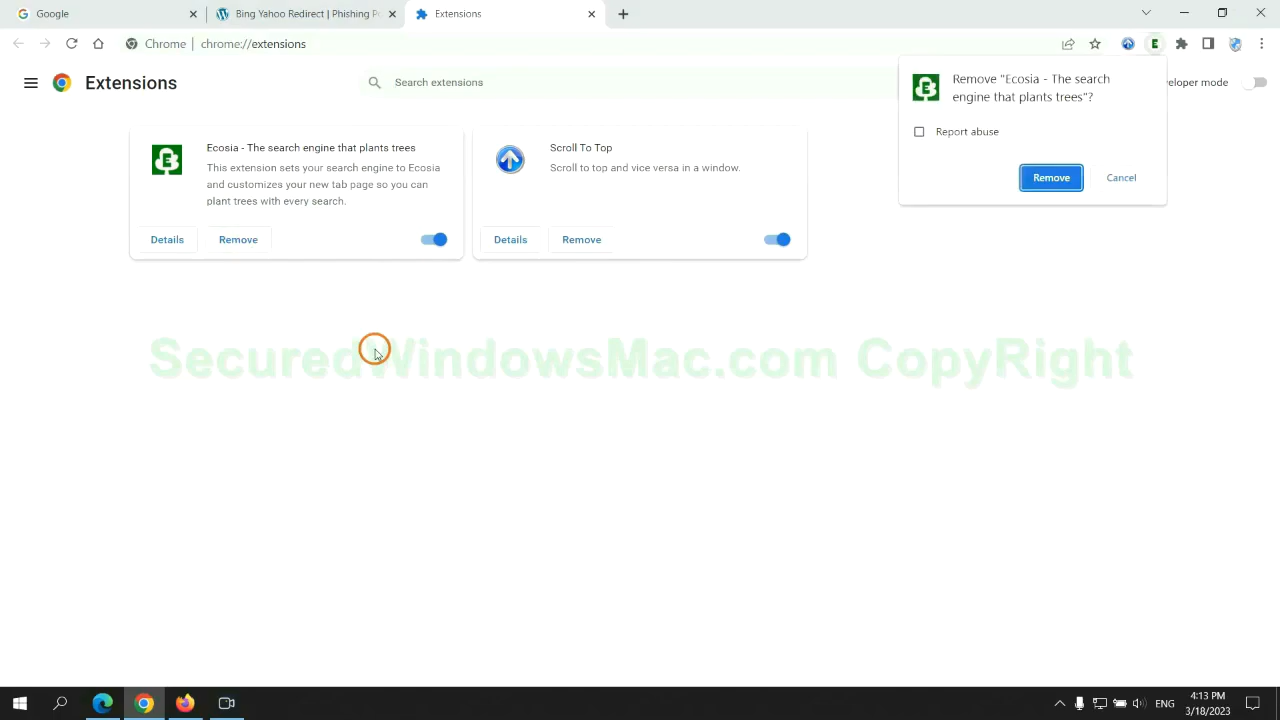 Google
Bing Yahoo Redirect | Phishing P
Extensions
Chrome | chrome://extensions
Extensions
Search extensions
veloper mode
Remove "Ecosia - The search
engine that plants trees"?
Report abuse
Remove
Cancel
Ecosia - The search engine that plants trees
This extension sets your search engine to Ecosia
and customizes your new tab page so you can
plant trees with every search.
Details
Remove
Scroll To Top
Scroll to top and vice versa in a window.
Details
Remove
SecuredWindowsMac.com CopyRight
ENG
4:13 PM
3/18/2023